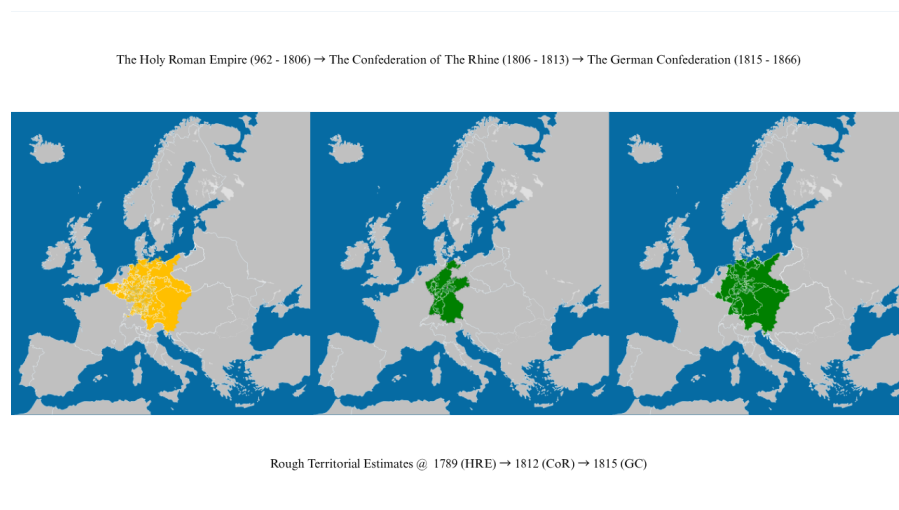 The Holy Roman Empire (962 - 1806) → The Confederation of The Rhine (1806 - 1813) → The German Confederation (1815 - 1866)
Rough Territorial Estimates @ 1789 (HRE) → 1812 (CoR) → 1815 (GC)